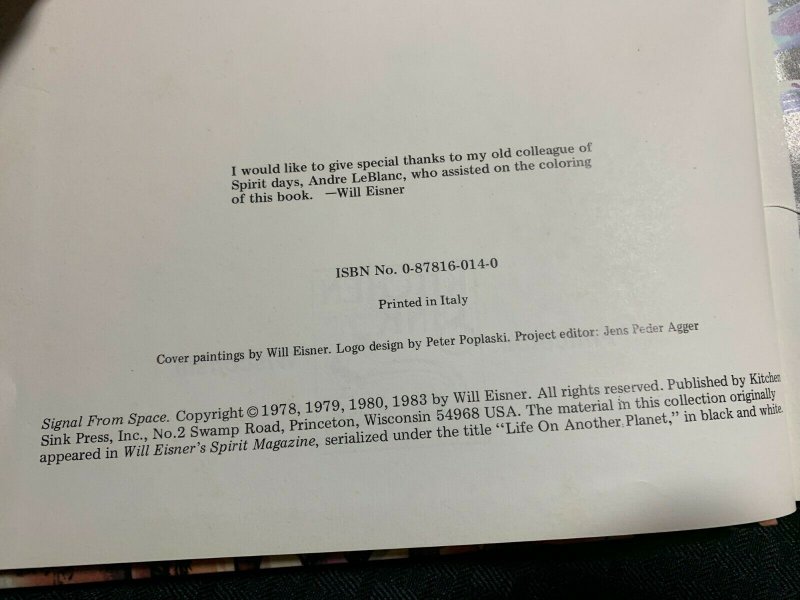 I would like to give special thanks to my old colleague of
Spirit days, Andre LeBlanc, who assisted on the coloring
of this book. —Will Eisner
ISBN No. 0-87816-014-0
Printed in Italy
Cover paintings by Will Eisner. Logo design by Peter Poplaski. Project editor: Jens Peder Agger
Signal From Space. Copyright © 1978, 1979, 1980, 1983 by Will Eisner. All rights reserved. Published by Kitchen
Sink Press, Inc., No.2 Swamp Road, Princeton, Wisconsin 54968 USA. The material in this collection originally
appeared in Will Eisner's Spirit Magazine, serialized under the title “Life On Another Planet,” in black and white.